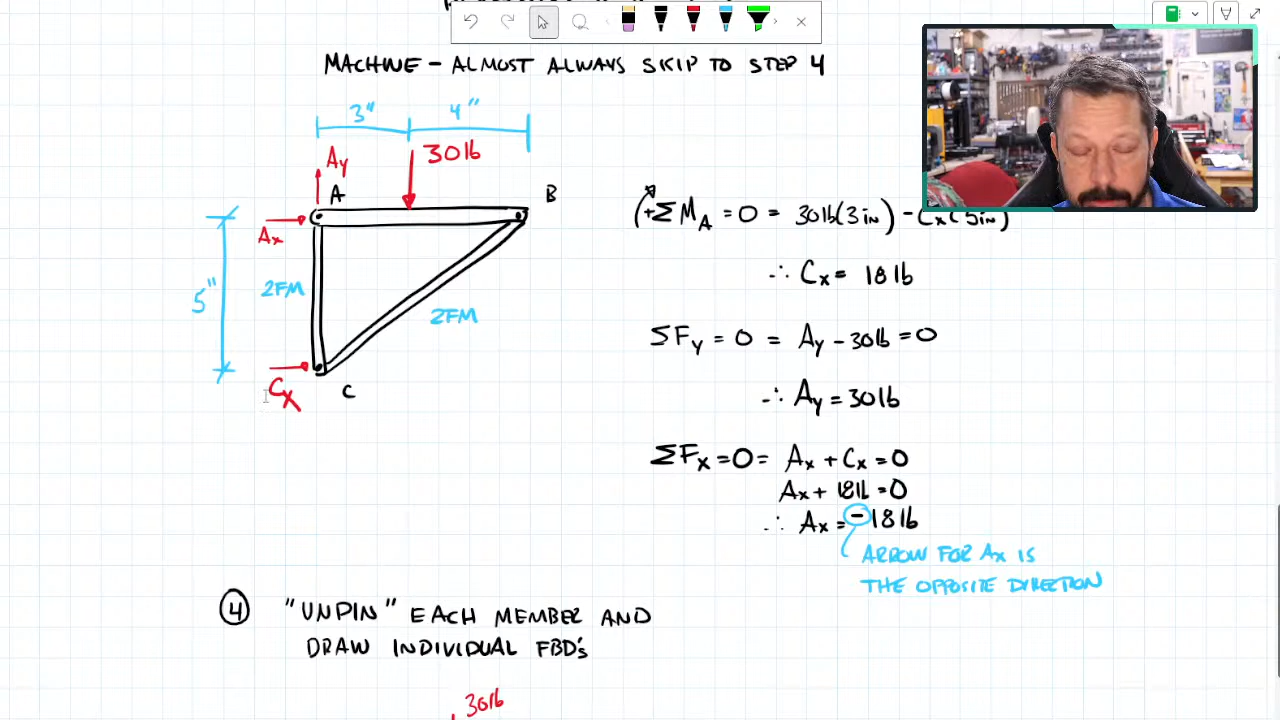 MACHINE - ALMOST ALWAYS SKIP TO STEP 4
3" 4"
Ay 30lb
A B
Ax
5" 2FM 2FM
Cx C
+ΣM_A = 0 = 30lb(3in) - Cx(5in)
∴ Cx = 18lb
ΣFy = 0 = Ay - 30lb = 0
∴ Ay = 30lb
ΣFx = 0 = Ax + Cx = 0
Ax + 18lb = 0
∴ Ax = -18lb
ARROW FOR Ax IS
THE OPPOSITE DIRECTION
4 "UNPIN" EACH MEMBER AND
DRAW INDIVIDUAL FBD's
30lb